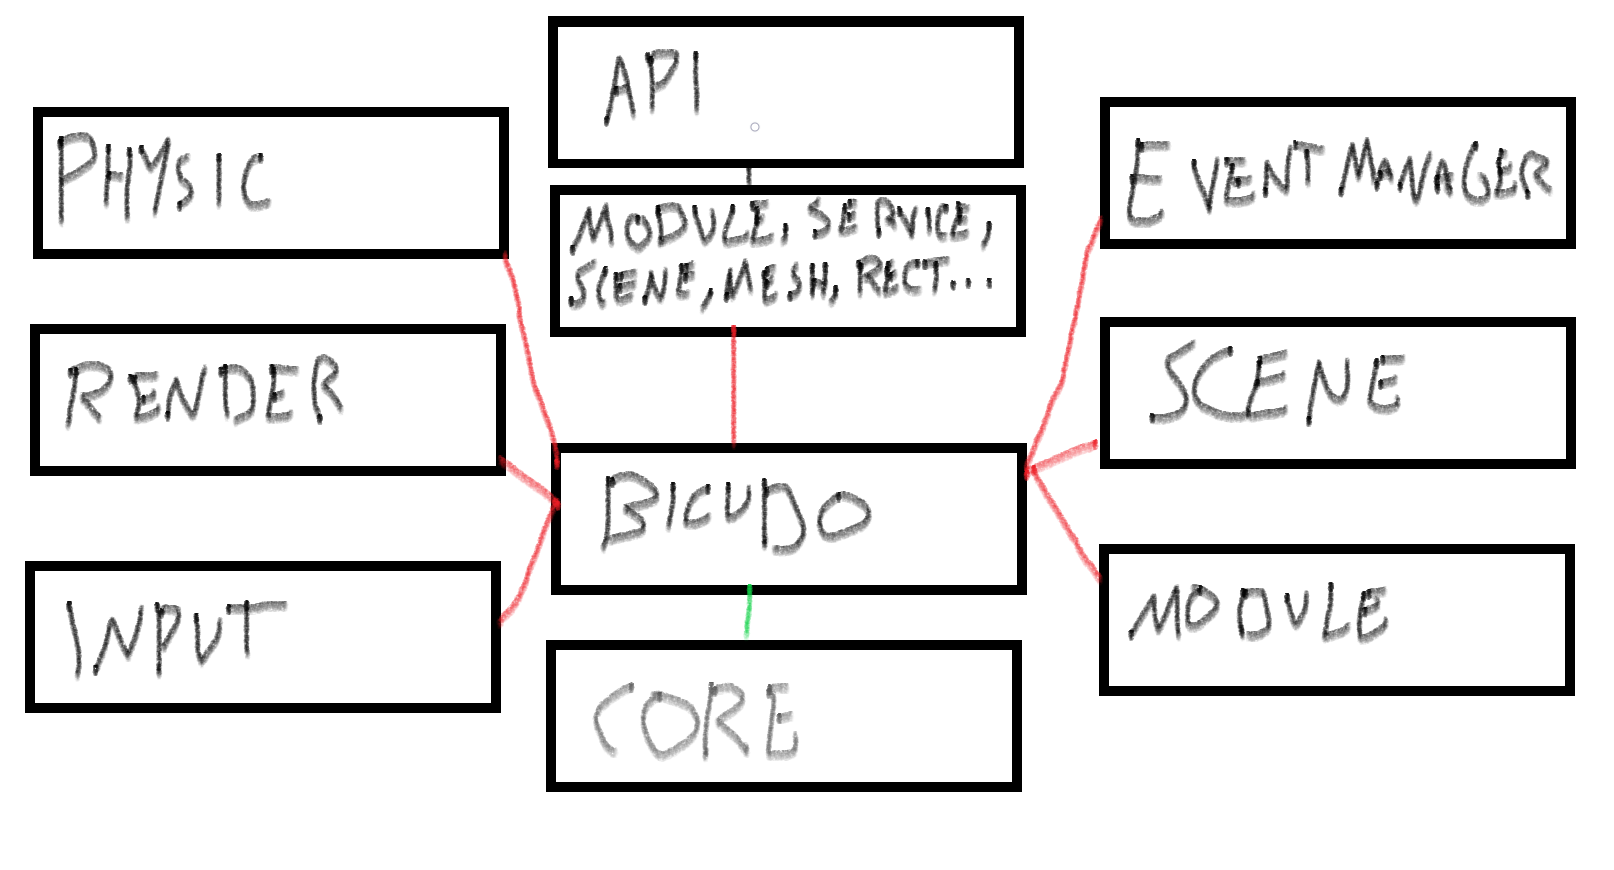 API
PHYSIC
EVENT MANAGER
MODULE, SERVICE,
SCENE, MESH, RECT...
RENDER
SCENE
BICUDO
INPUT
MODULE
CORE